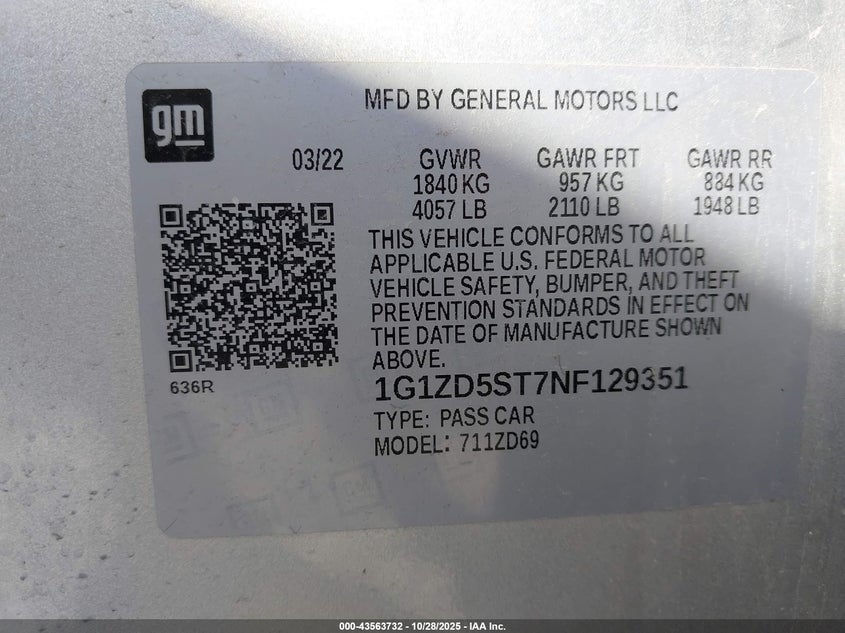 gm
MFD BY GENERAL MOTORS LLC
03/22 GVWR GAWR FRT GAWR RR
1840 KG 957 KG 884 KG
4057 LB 2110 LB 1948 LB
THIS VEHICLE CONFORMS TO ALL
APPLICABLE U.S. FEDERAL MOTOR
VEHICLE SAFETY, BUMPER, AND THEFT
PREVENTION STANDARDS IN EFFECT ON
THE DATE OF MANUFACTURE SHOWN
ABOVE.
636R
1G1ZD5ST7NF129351
TYPE: PASS CAR
MODEL: 711ZD69
000-43563732 - 10/28/2025 - IAA Inc.